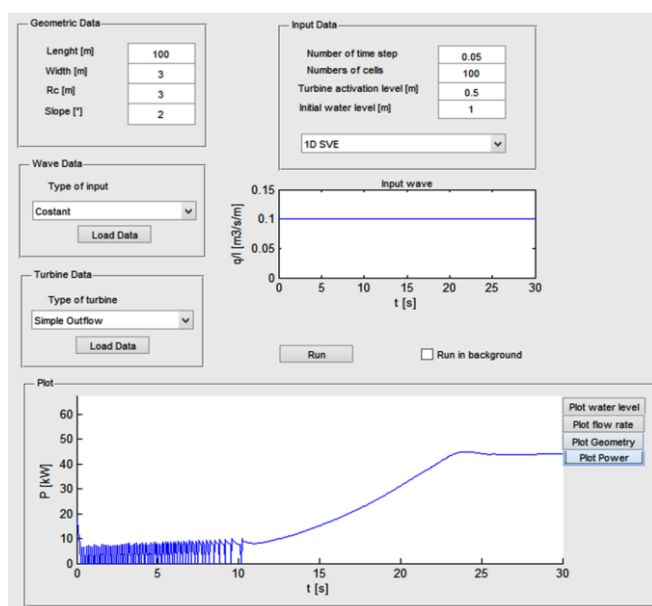 Geometric Data
Lenght [m] 100
Width [m] 3
Rc [m] 3
Slope [°] 2
Input Data
Number of time step 0.05
Numbers of cells 100
Turbine activation level [m] 0.5
Initial water level [m] 1
1D SVE
Wave Data
Type of input
Costant
Load Data
Input wave
q/l [m3/s/m]
0.15
0.1
0.05
0
0 5 10 15 20 25 30
t [s]
Turbine Data
Type of turbine
Simple Outflow
Load Data
Run
Run in background
Plot
P [kW]
60
50
40
30
20
10
0
0 5 10 15 20 25 30
t [s]
Plot water level
Plot flow rate
Plot Geometry
Plot Power